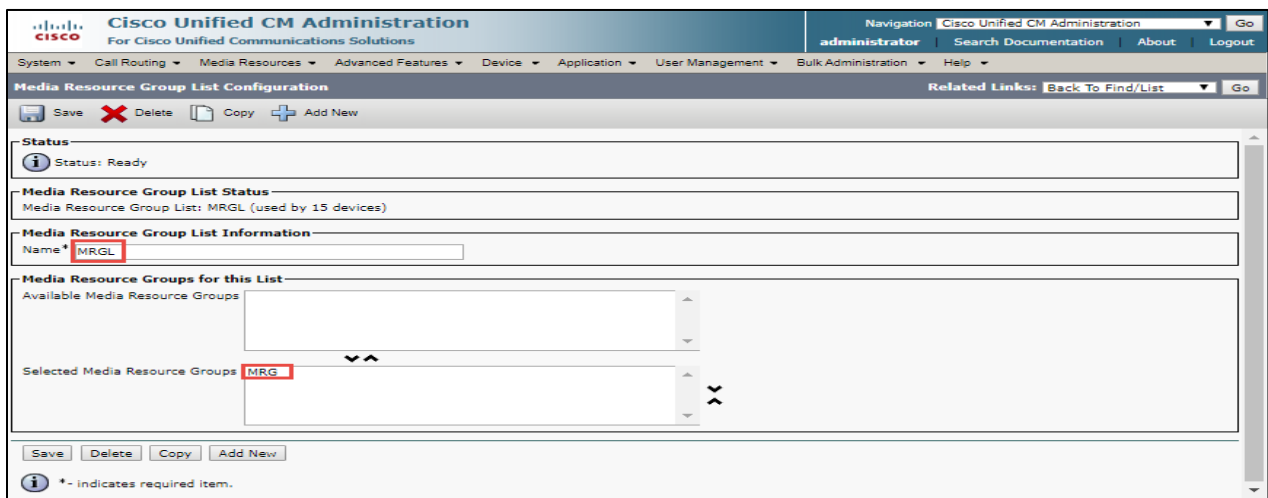 Cisco Unified CM Administration
For Cisco Unified Communications Solutions
cisco
Navigation Cisco Unified CM Administration Go
administrator Search Documentation About Logout
System Call Routing Media Resources Advanced Features Device Application User Management Bulk Administration Help
Media Resource Group List Configuration
Related Links: Back To Find/List Go
Save Delete Copy Add New
Status
Status: Ready
Media Resource Group List Status
Media Resource Group List: MRGL (used by 15 devices)
Media Resource Group List Information
Name* MRGL
Media Resource Groups for this List
Available Media Resource Groups
Selected Media Resource Groups MRG
Save Delete Copy Add New
*- indicates required item.